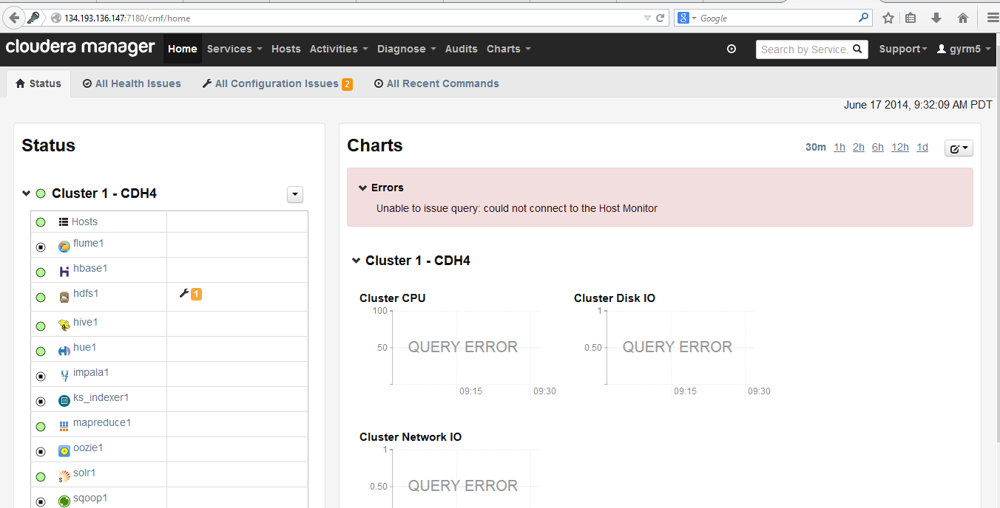 134.193.136.147:7180/cmf/home
8 Google
cloudera manager Home Services Hosts Activities Diagnose Audits Charts Search by Service, Support gyrm5
Status All Health Issues All Configuration Issues 2 All Recent Commands
June 17 2014, 9:32:09 AM PDT
Status
Cluster 1 - CDH4
Hosts
flume1
hbase1
hdfs1 1
hive1
hue1
impala1
ks_indexer1
mapreduce1
oozie1
solr1
sqoop1
Charts
30m 1h 2h 6h 12h 1d
Errors
Unable to issue query: could not connect to the Host Monitor
Cluster 1 - CDH4
Cluster CPU
100
50
QUERY ERROR
09:15 09:30
Cluster Disk IO
1
0.50
QUERY ERROR
09:15 09:30
Cluster Network IO
1
0.50
QUERY ERROR